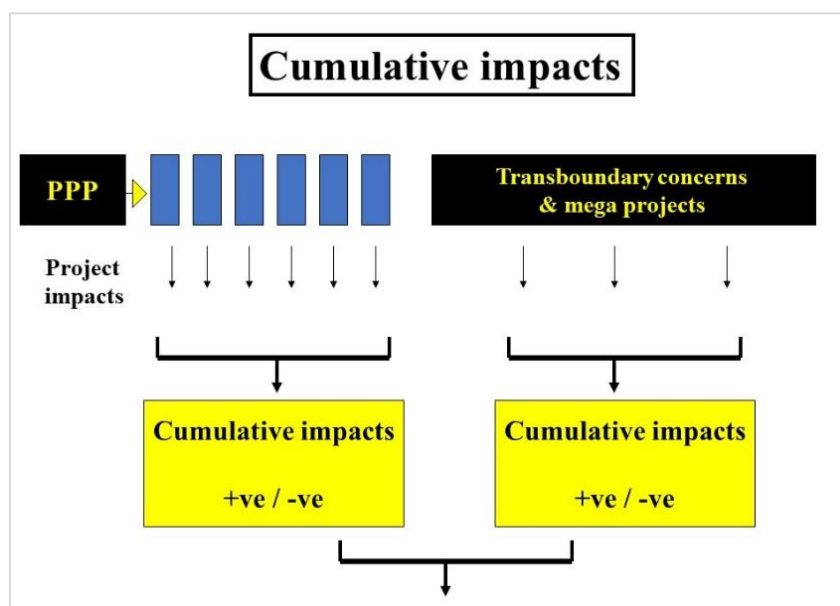 Cumulative impacts
PPP
Transboundary concerns
& mega projects
Project
impacts
Cumulative impacts
+ve / -ve
Cumulative impacts
+ve / -ve